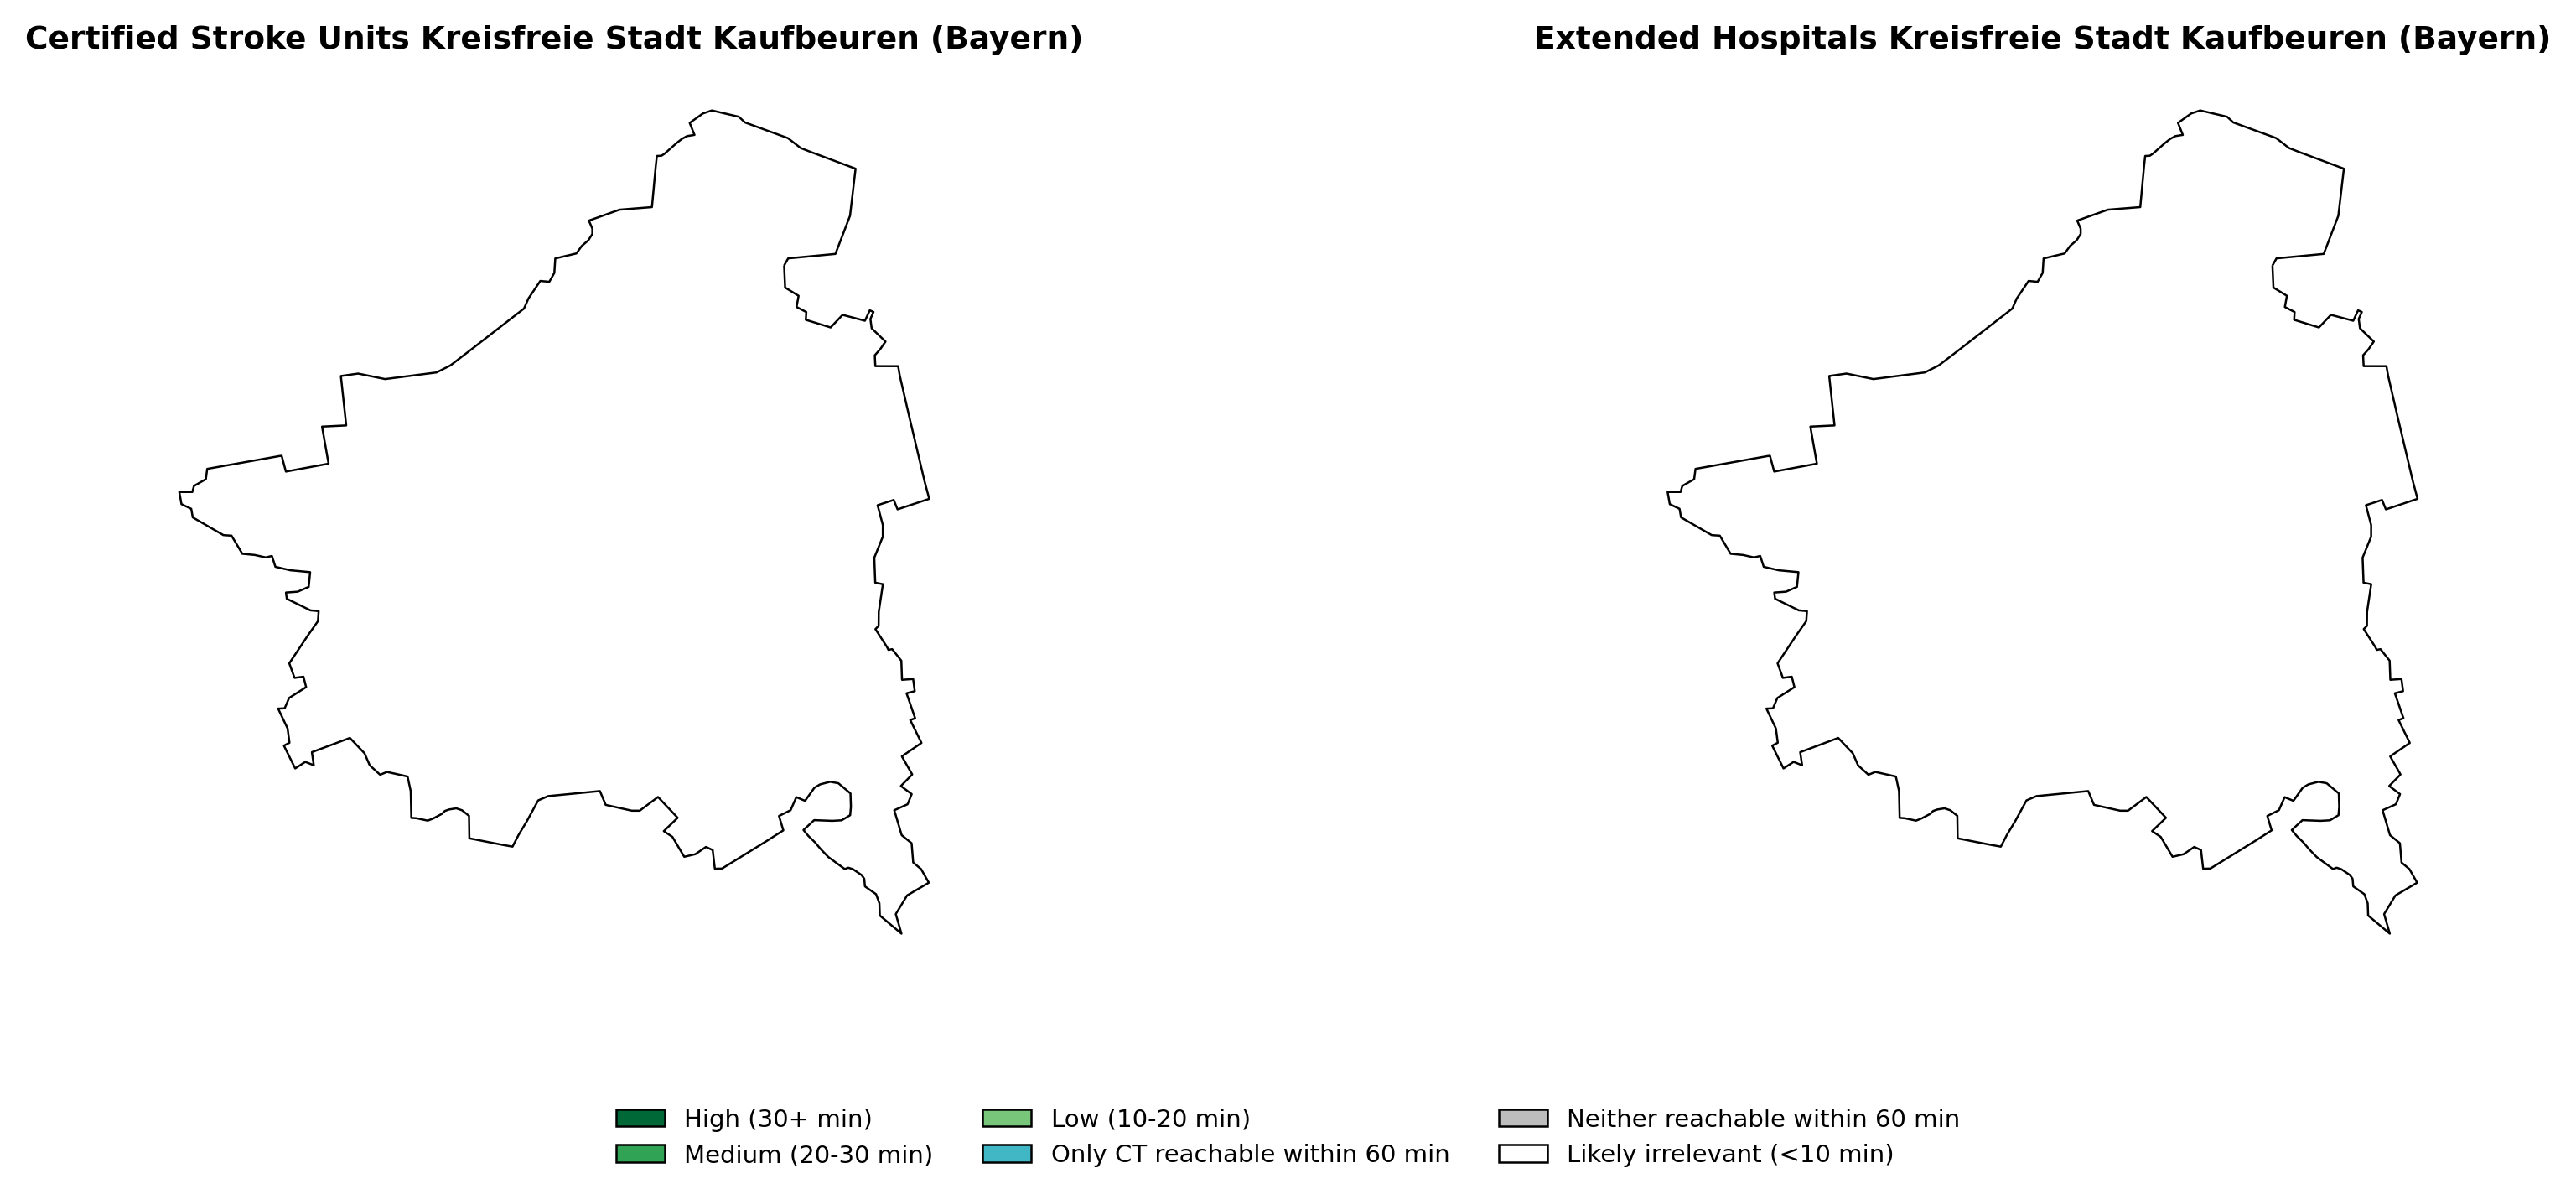 Certified Stroke Units Kreisfreie Stadt Kaufbeuren (Bayern)
Extended Hospitals Kreisfreie Stadt Kaufbeuren (Bayern)
High (30+ min)
Medium (20-30 min)
Low (10-20 min)
Only CT reachable within 60 min
Neither reachable within 60 min
Likely irrelevant (<10 min)